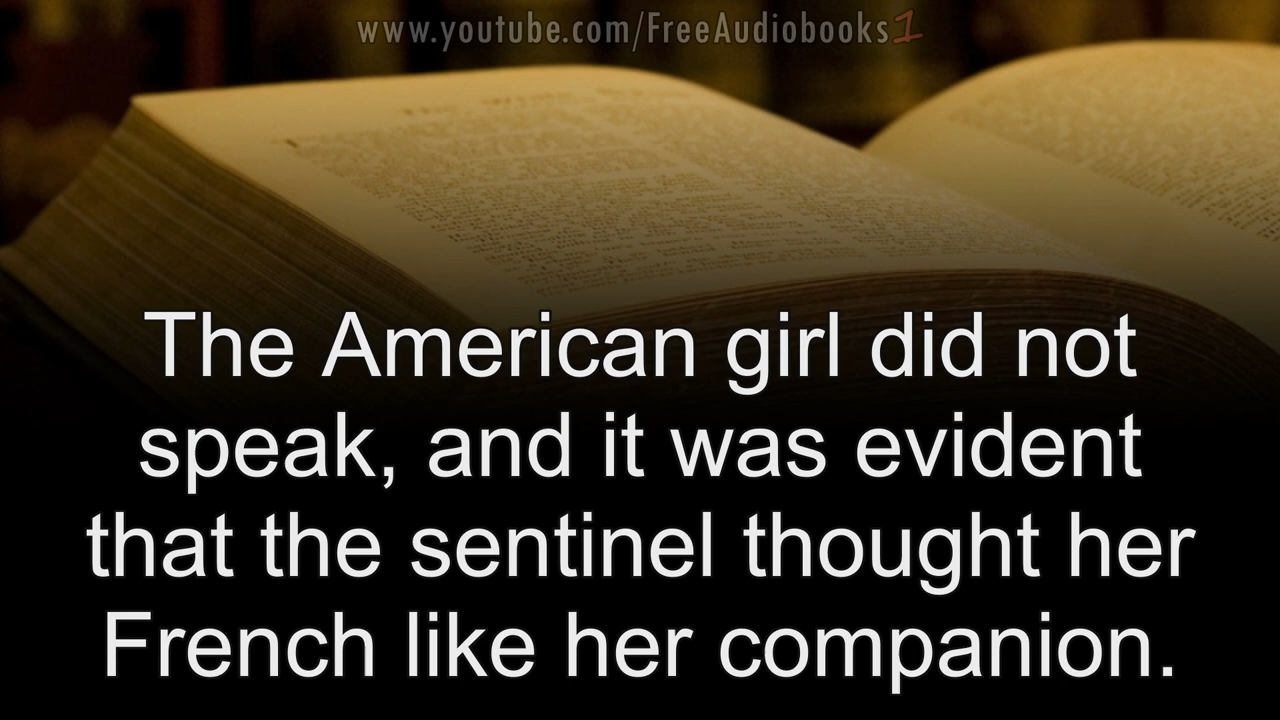 www.youtube.com/FreeAudiobooks1
The American girl did not
speak, and it was evident
that the sentinel thought her
French like her companion.